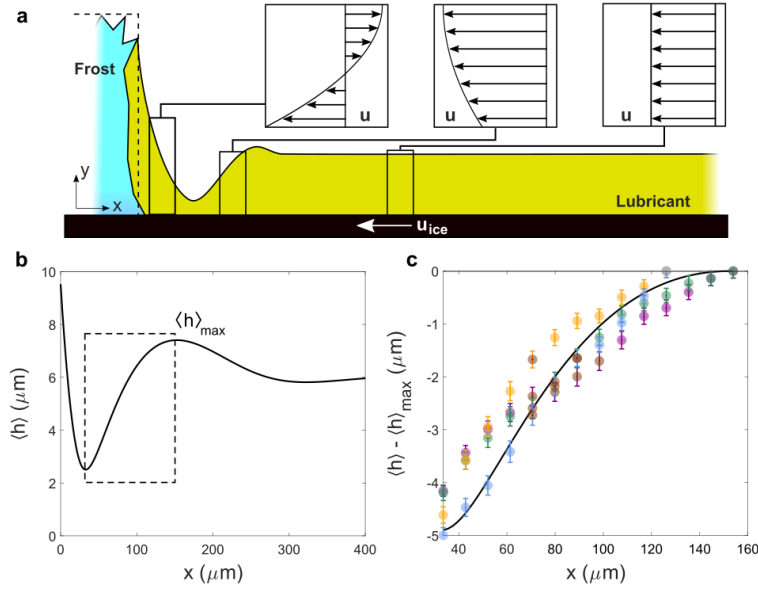 a
Frost
u
u
u
y
x
Lubricant
u_ice
b
⟨h⟩_max
⟨h⟩ (μm)
10
8
6
4
2
0
0
100
200
300
400
x (μm)
c
⟨h⟩ - ⟨h⟩_max (μm)
0
-1
-2
-3
-4
-5
40
60
80
100
120
140
160
x (μm)